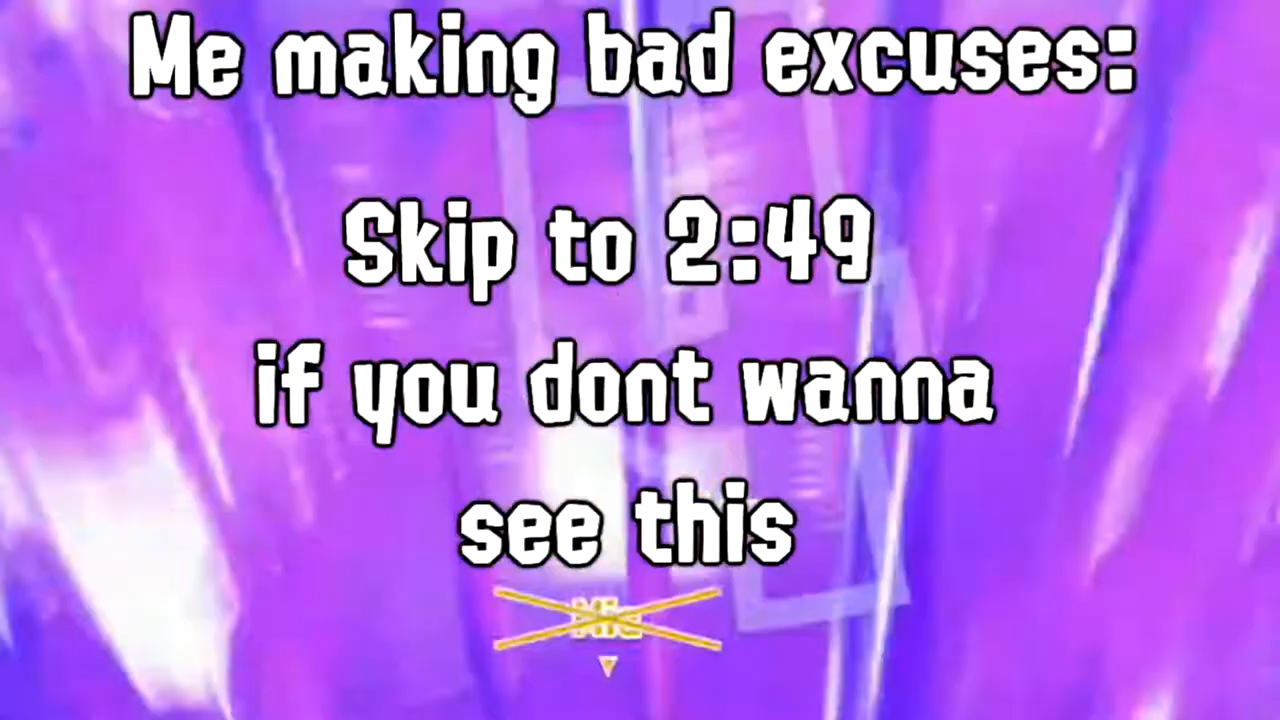 Me making bad excuses:
Skip to 2:49
if you dont wanna
see this